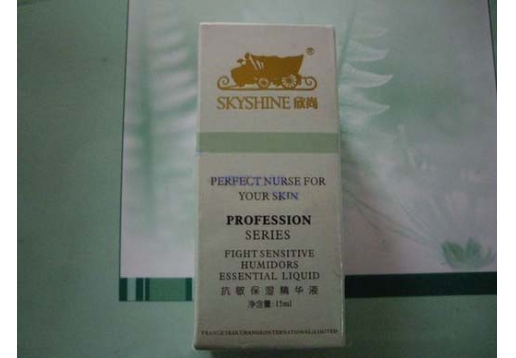 SKYSHINE 欣尚
PERFECT NURSE FOR
YOUR SKIN
PROFESSION
SERIES
FIGHT SENSITIVE
HUMIDORS
ESSENTIAL LIQUID
抗敏保湿精华液
净含量: 15ml